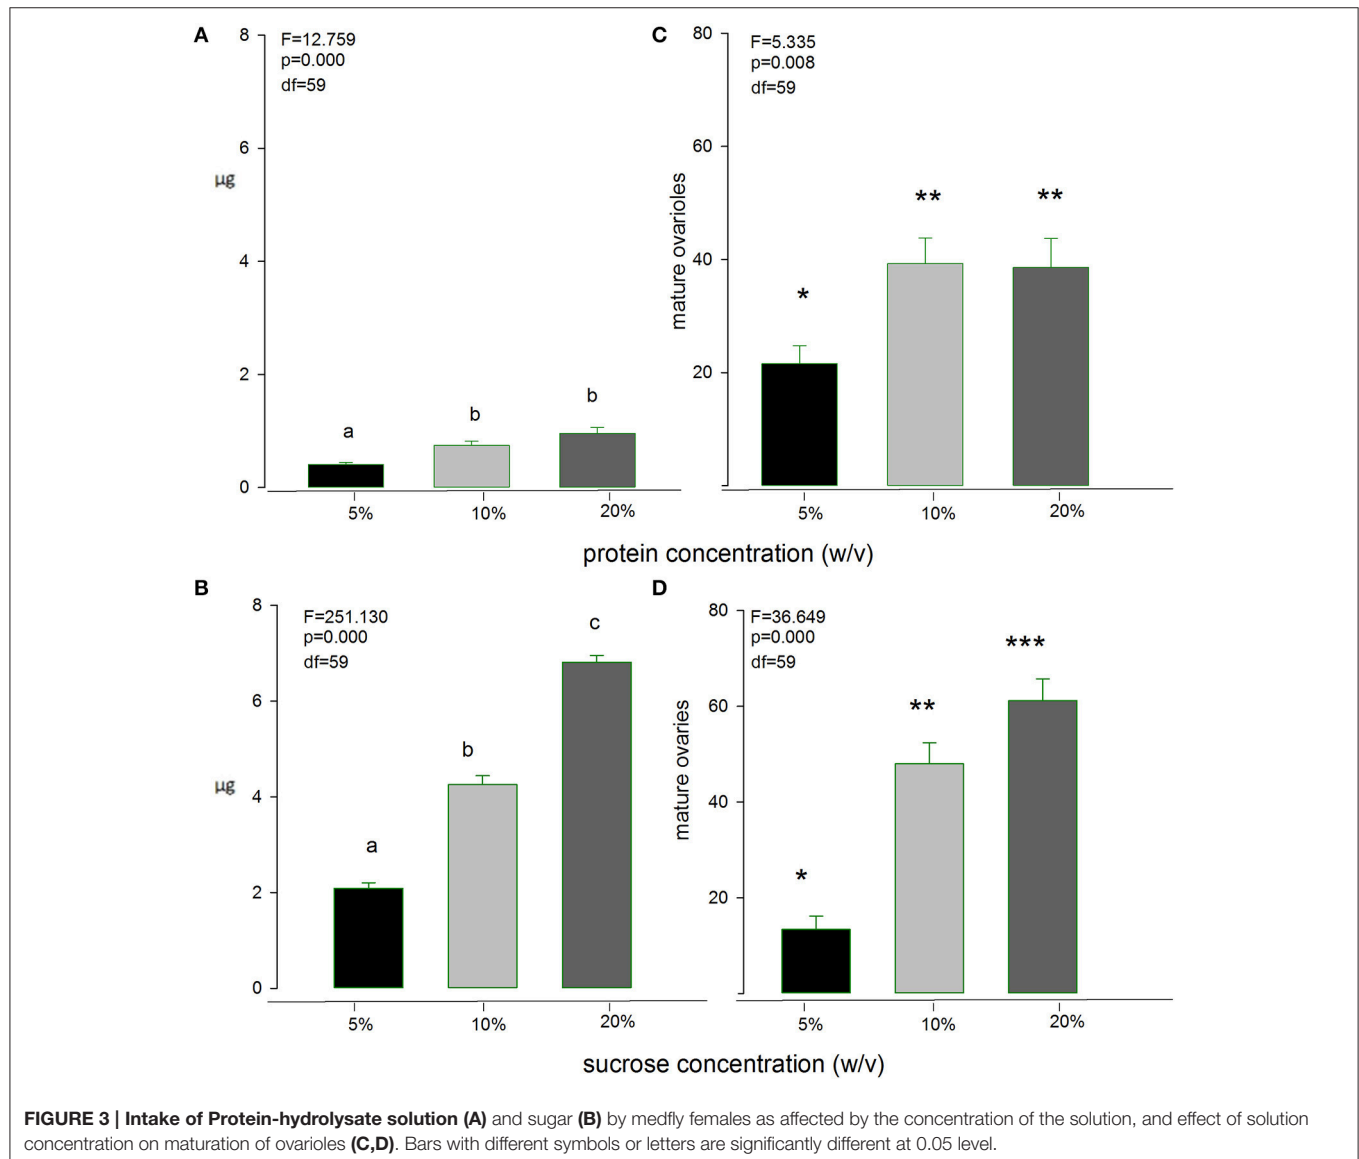 A
8
F=12.759
p=0.000
df=59
6
µg
4
2
0
a
b
b
5%
10%
20%
C
80
F=5.335
p=0.008
df=59
60
mature ovarioles
40
20
*
**
**
5%
10%
20%
protein concentration (w/v)
B
8
F=251.130
p=0.000
df=59
6
µg
4
2
0
a
b
c
5%
10%
20%
D
80
F=36.649
p=0.000
df=59
60
mature ovaries
40
20
*
**
***
5%
10%
20%
sucrose concentration (w/v)
FIGURE 3 | Intake of Protein-hydrolysate solution (A) and sugar (B) by medfly females as affected by the concentration of the solution, and effect of solution
concentration on maturation of ovarioles (C,D). Bars with different symbols or letters are significantly different at 0.05 level.